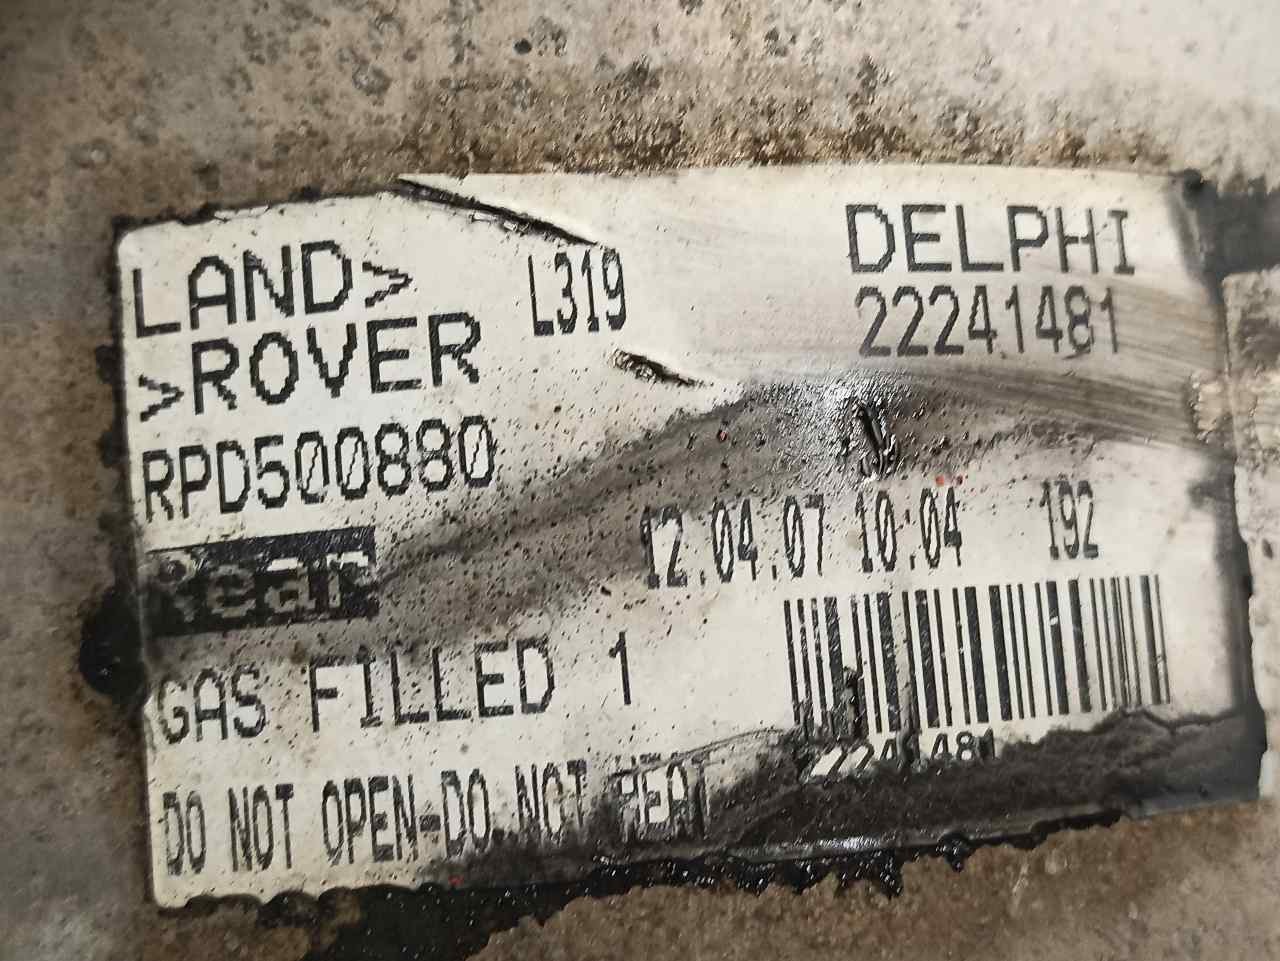 LAND>
>ROVER
L319
DELPHI
22241481
RPD500880
Rear
12.04.07 10:04 192
GAS FILLED 1
22241481
DO NOT OPEN-DO NOT HEAT